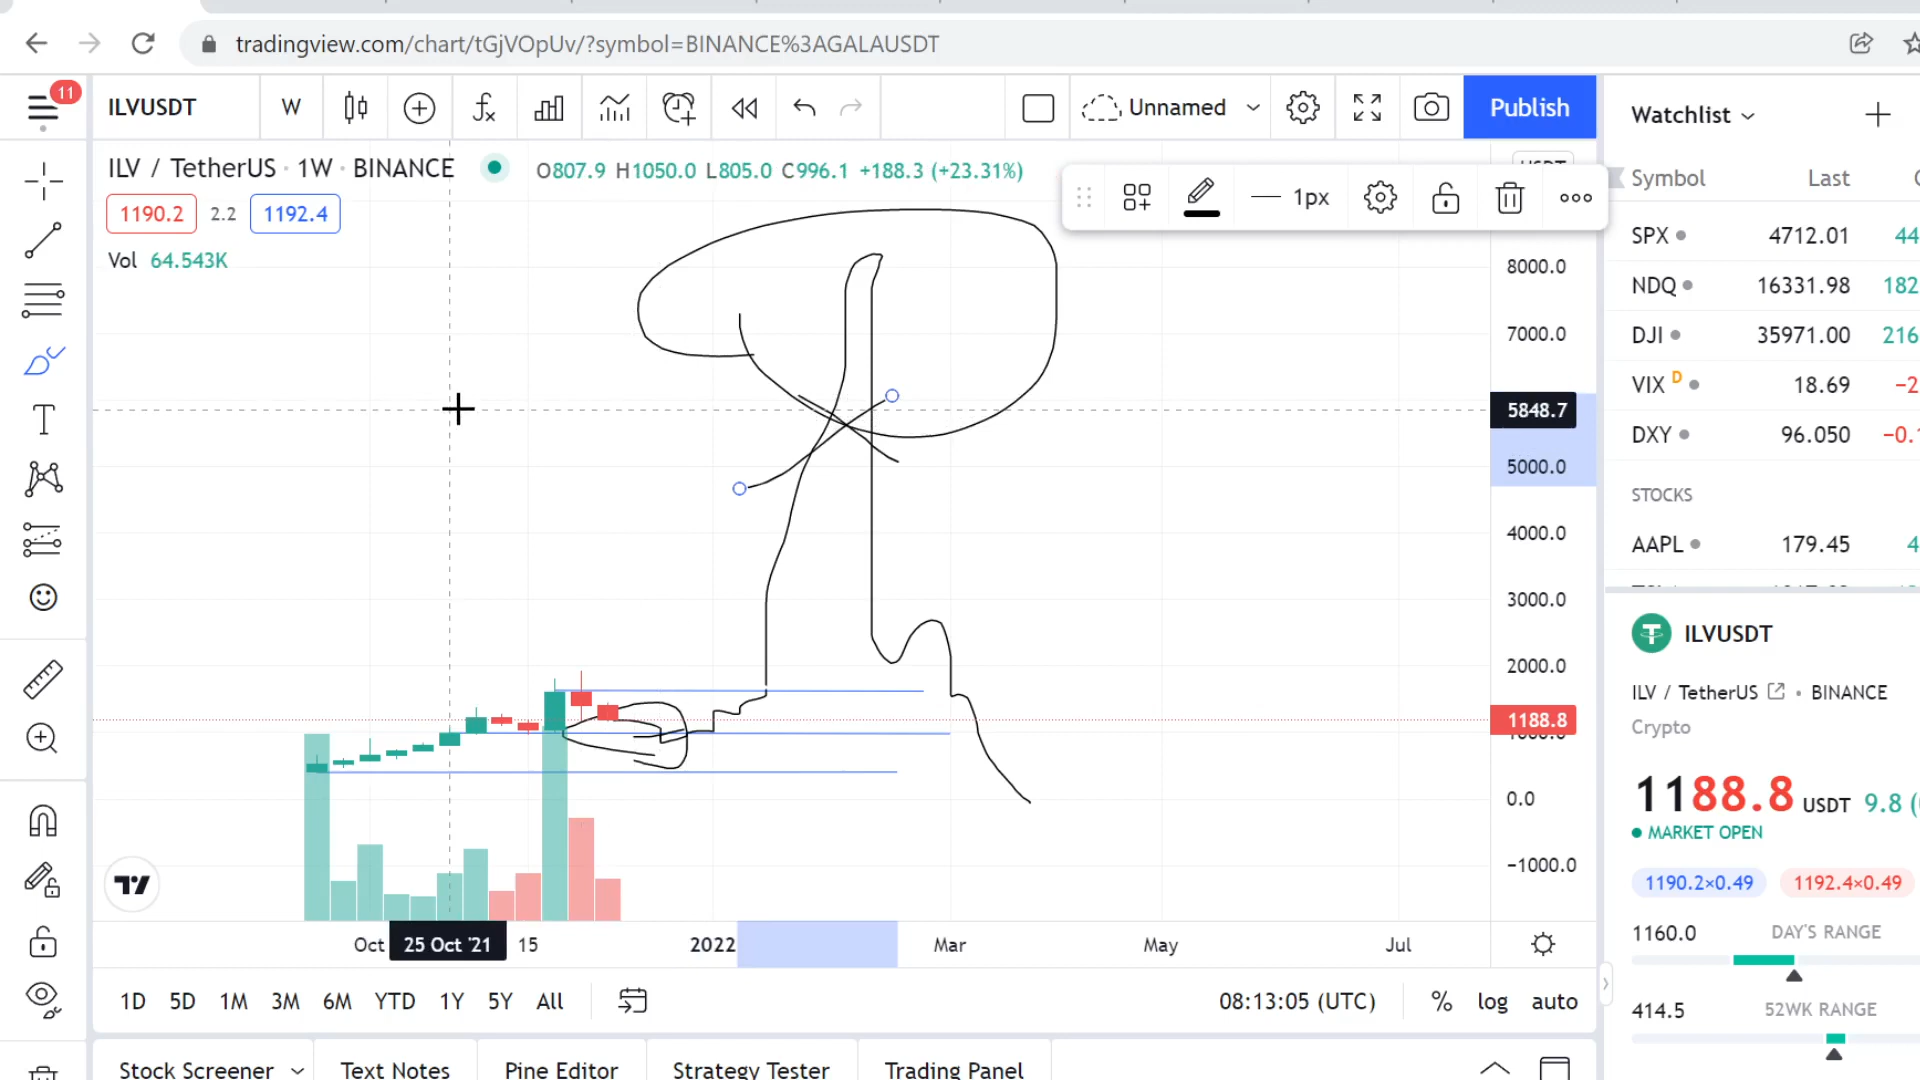 tradingview.com/chart/tGjVOpUv/?symbol=BINANCE%3AGALAUSDT
11
ILVUSDT W Unnamed Publish
Watchlist
ILV / TetherUS · 1W · BINANCE O807.9 H1050.0 L805.0 C996.1 +188.3 (+23.31%)
1190.2 2.2 1192.4
Vol 64.543K
1px
Symbol Last
SPX 4712.01 44
NDQ 16331.98 182
DJI 35971.00 216
VIX D 18.69 −2
DXY 96.050 −0.
STOCKS
AAPL 179.45 4
8000.0
7000.0
5848.7
5000.0
4000.0
3000.0
2000.0
1188.8
0.0
−1000.0
Oct 25 Oct '21 15 2022 Mar May Jul
ILVUSDT
ILV / TetherUS · BINANCE
Crypto
1188.8 USDT 9.8 (
MARKET OPEN
1190.2×0.49 1192.4×0.49
1160.0 DAY'S RANGE
414.5 52WK RANGE
1D 5D 1M 3M 6M YTD 1Y 5Y All 08:13:05 (UTC) % log auto
Stock Screener Text Notes Pine Editor Strategy Tester Trading Panel